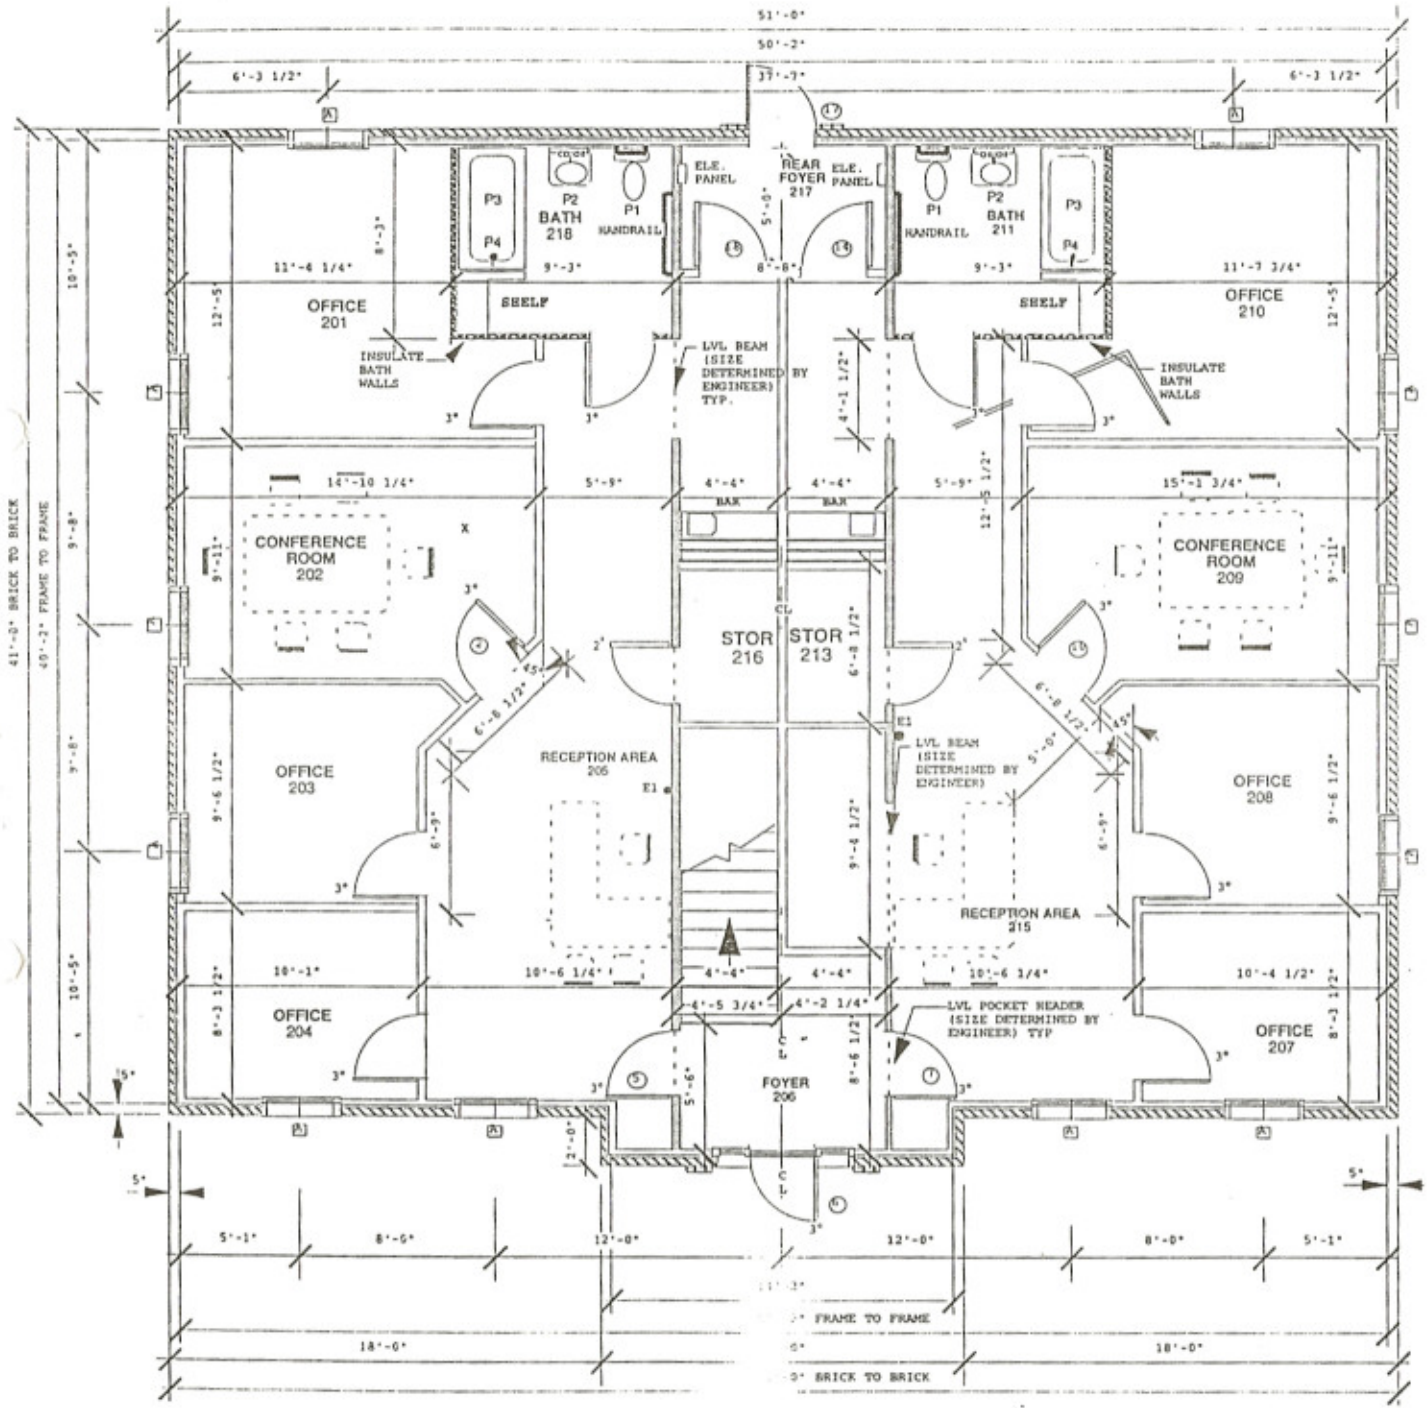 51'-0"
50'-2"
6'-3 1/2"
37'-7"
6'-3 1/2"
A
17
A
ELE.
PANEL
REAR
FOYER
217
ELE.
PANEL
P3
P2
P1
P4
BATH
218
HANDRAIL
5'-0"
P1
P2
P3
P4
BATH
211
HANDRAIL
10'-5"
8'-3"
18
14
11'-4 1/4"
9'-3"
8'-8"
9'-3"
11'-7 3/4"
OFFICE
201
12'-5"
SHELF
SHELF
OFFICE
210
12'-5"
INSULATE
BATH
WALLS
LVL BEAM
(SIZE
DETERMINED BY
ENGINEER)
TYP.
4'-1 1/2"
INSULATE
BATH
WALLS
3"
3"
3"
3"
14'-10 1/4"
5'-9"
4'-4"
4'-4"
5'-9"
12'-5 1/2"
15'-1 3/4"
BAR
BAR
41'-0" BRICK TO BRICK
40'-2" FRAME TO FRAME
9'-8"
CONFERENCE
ROOM
202
9'-11"
X
CONFERENCE
ROOM
209
9'-11"
3"
CL
3"
2
STOR
216
STOR
213
6'-8 1/2"
10
2"
2"
45°
6'-8 1/2"
6'-8 1/2"
45°
E1
5'-0"
9'-8"
OFFICE
203
9'-6 1/2"
RECEPTION AREA
205
E1
LVL BEAM
(SIZE
DETERMINED BY
ENGINEER)
OFFICE
208
9'-6 1/2"
6'-9"
9'-4 1/2"
6'-9"
3"
3"
RECEPTION AREA
215
10'-5"
10'-1"
10'-6 1/4"
4'-4"
4'-4"
10'-6 1/4"
10'-4 1/2"
4'-5 3/4"
4'-2 1/4"
8'-3 1/2"
OFFICE
204
LVL POCKET HEADER
(SIZE DETERMINED BY
ENGINEER) TYP
OFFICE
207
8'-3 1/2"
C
L
8'-6 1/2"
5"
3"
3"
5
5'-6"
FOYER
206
7
3"
3"
A
A
2'-0"
A
A
5"
C
L
6
3"
5"
5'-1"
8'-0"
12'-0"
12'-0"
8'-0"
5'-1"
FRAME TO FRAME
18'-0"
18'-0"
BRICK TO BRICK